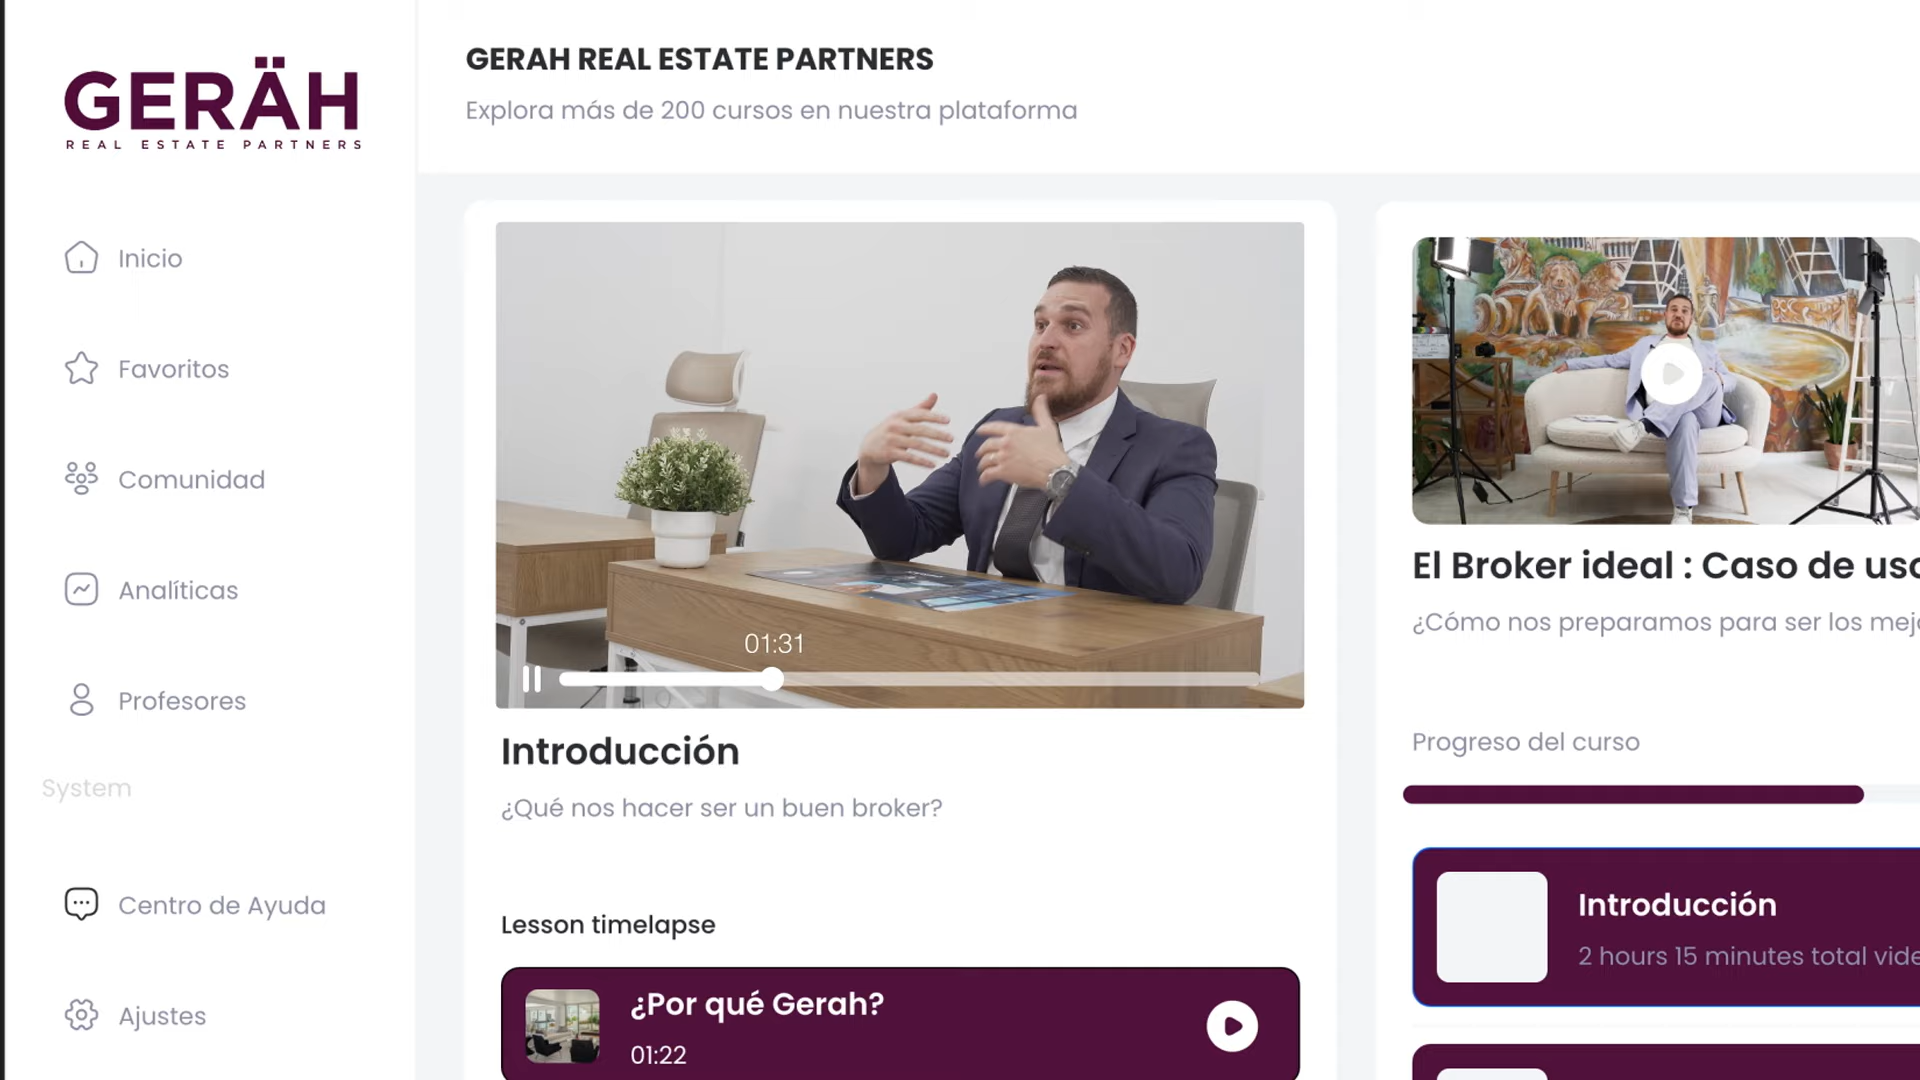 GERÄH
REAL ESTATE PARTNERS
Inicio
Favoritos
Comunidad
Analíticas
Profesores
System
Centro de Ayuda
Ajustes
GERAH REAL ESTATE PARTNERS
Explora más de 200 cursos en nuestra plataforma
01:31
Introducción
¿Qué nos hacer ser un buen broker?
Lesson timelapse
¿Por qué Gerah?
01:22
El Broker ideal : Caso de uso
¿Cómo nos preparamos para ser los mejo
Progreso del curso
Introducción
2 hours 15 minutes total vide